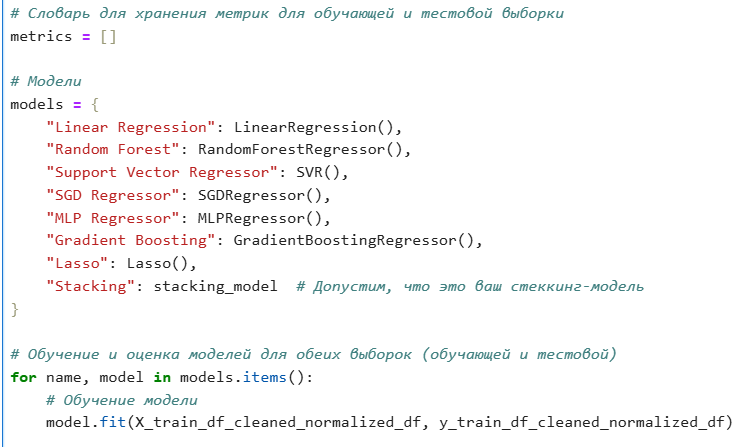 # Словарь для хранения метрик для обучающей и тестовой выборки
metrics = []
# Модели
models = {
    "Linear Regression": LinearRegression(),
    "Random Forest": RandomForestRegressor(),
    "Support Vector Regressor": SVR(),
    "SGD Regressor": SGDRegressor(),
    "MLP Regressor": MLPRegressor(),
    "Gradient Boosting": GradientBoostingRegressor(),
    "Lasso": Lasso(),
    "Stacking": stacking_model  # Допустим, что это ваш стеккинг-модель
}
# Обучение и оценка моделей для обеих выборок (обучающей и тестовой)
for name, model in models.items():
    # Обучение модели
    model.fit(X_train_df_cleaned_normalized_df, y_train_df_cleaned_normalized_df)